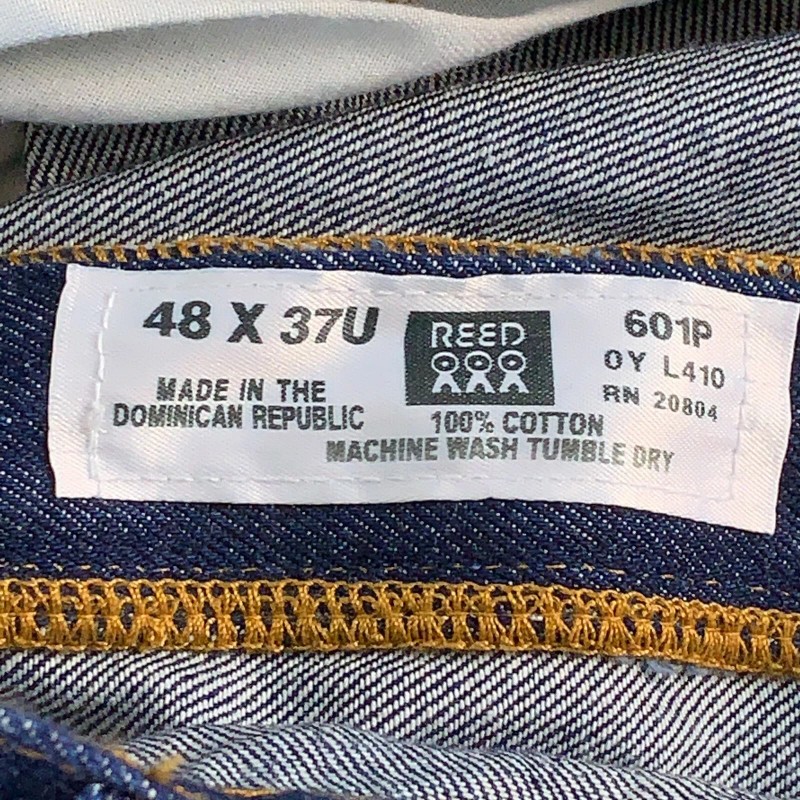 48 X 37U
MADE IN THE
DOMINICAN REPUBLIC
REED
100% COTTON
MACHINE WASH TUMBLE DRY
601P
OY L410
RN 20804